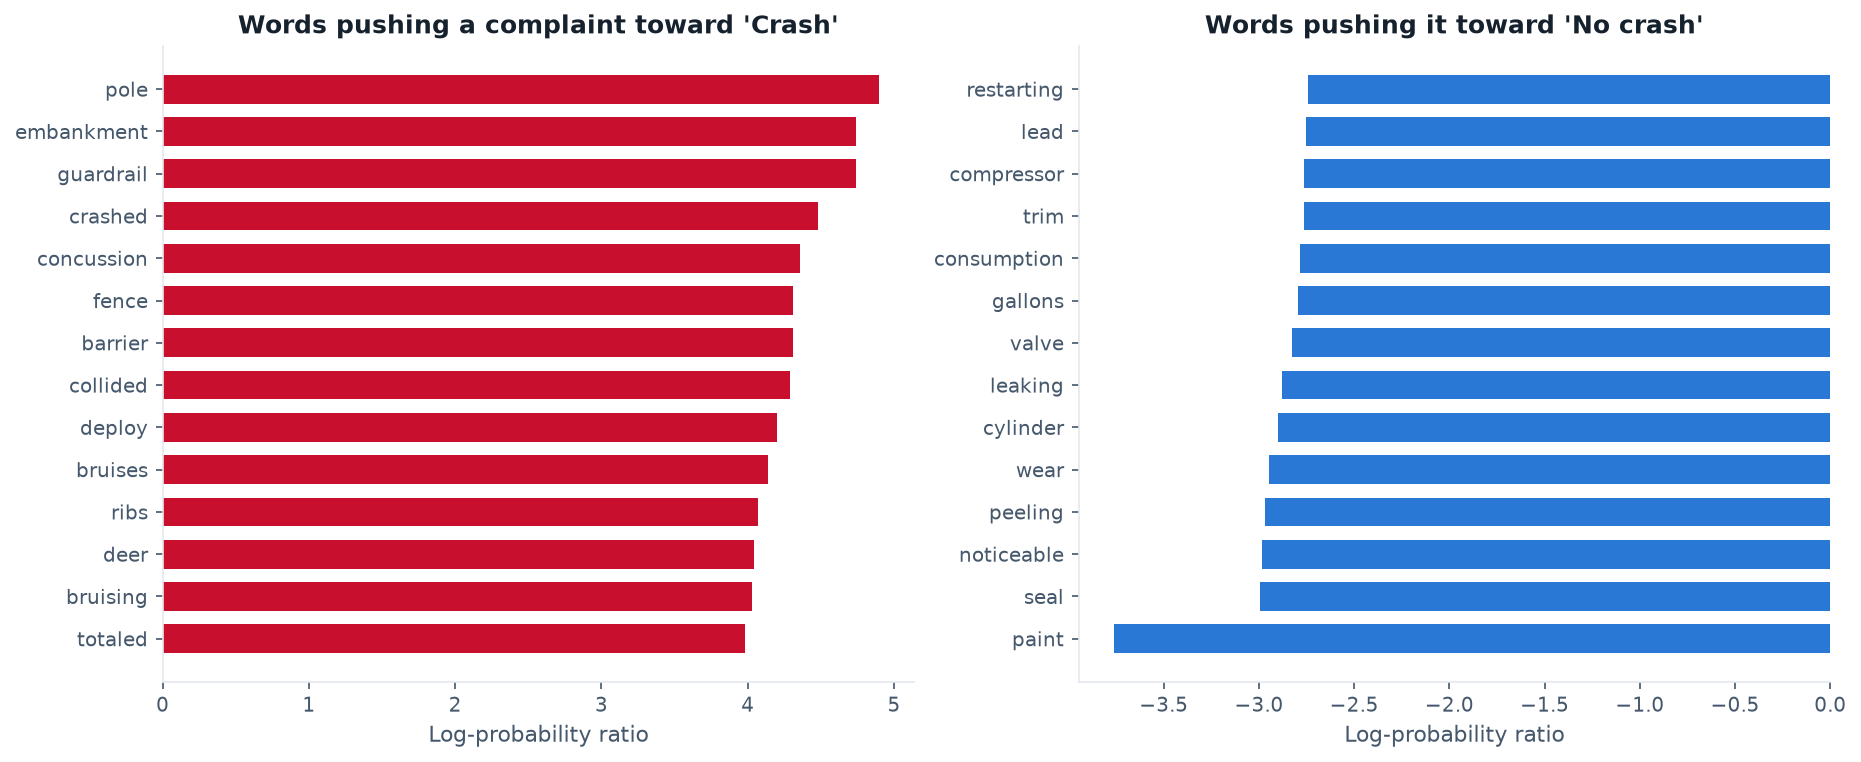 Words pushing a complaint toward 'Crash'
pole
embankment
guardrail
crashed
concussion
fence
barrier
collided
deploy
bruises
ribs
deer
bruising
totaled
0 1 2 3 4 5
Log-probability ratio
Words pushing it toward 'No crash'
restarting
lead
compressor
trim
consumption
gallons
valve
leaking
cylinder
wear
peeling
noticeable
seal
paint
−3.5 −3.0 −2.5 −2.0 −1.5 −1.0 −0.5 0.0
Log-probability ratio